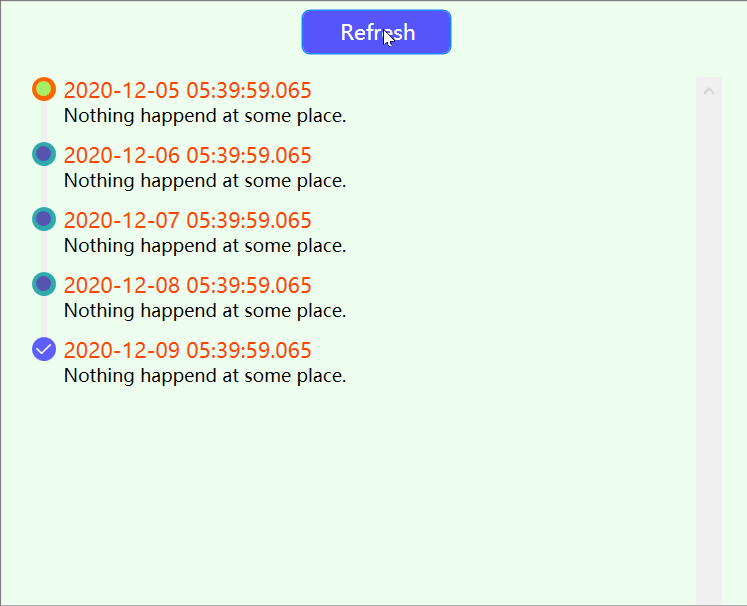 Refresh
2020-12-05 05:39:59.065
Nothing happend at some place.
2020-12-06 05:39:59.065
Nothing happend at some place.
2020-12-07 05:39:59.065
Nothing happend at some place.
2020-12-08 05:39:59.065
Nothing happend at some place.
2020-12-09 05:39:59.065
Nothing happend at some place.